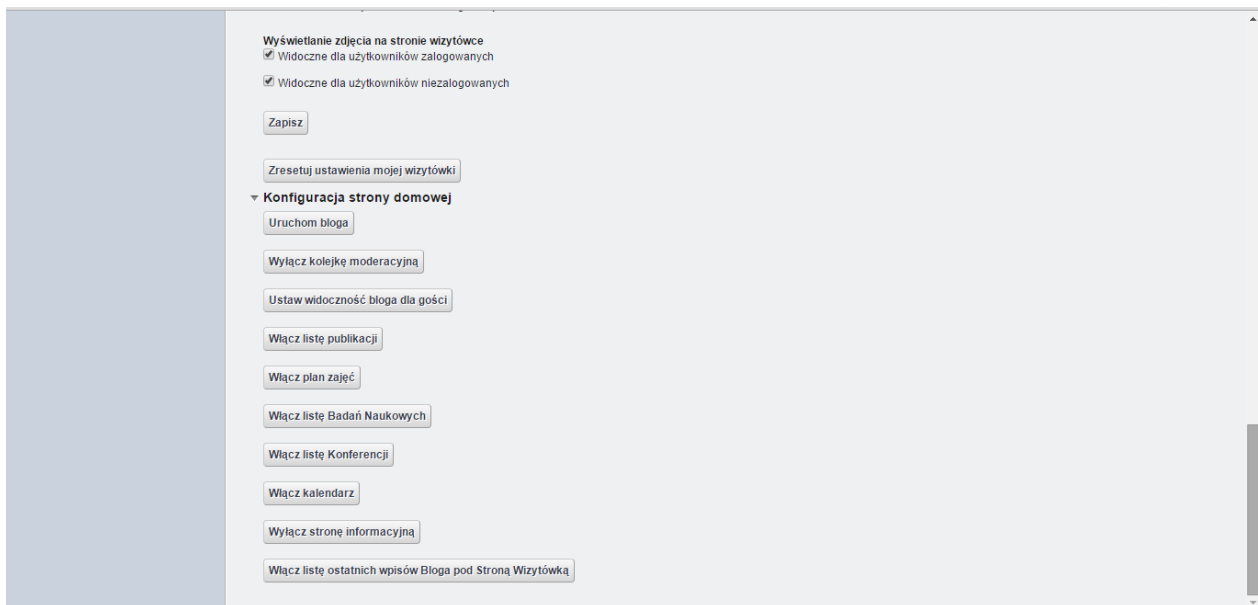 Wyświetlanie zdjęcia na stronie wizytówce
Widoczne dla użytkowników zalogowanych
Widoczne dla użytkowników niezalogowanych
Zapisz
Zresetuj ustawienia mojej wizytówki
Konfiguracja strony domowej
Uruchom bloga
Wyłącz kolejkę moderacyjną
Ustaw widoczność bloga dla gości
Włącz listę publikacji
Włącz plan zajęć
Włącz listę Badań Naukowych
Włącz listę Konferencji
Włącz kalendarz
Wyłącz stronę informacyjną
Włącz listę ostatnich wpisów Bloga pod Stroną Wizytówką